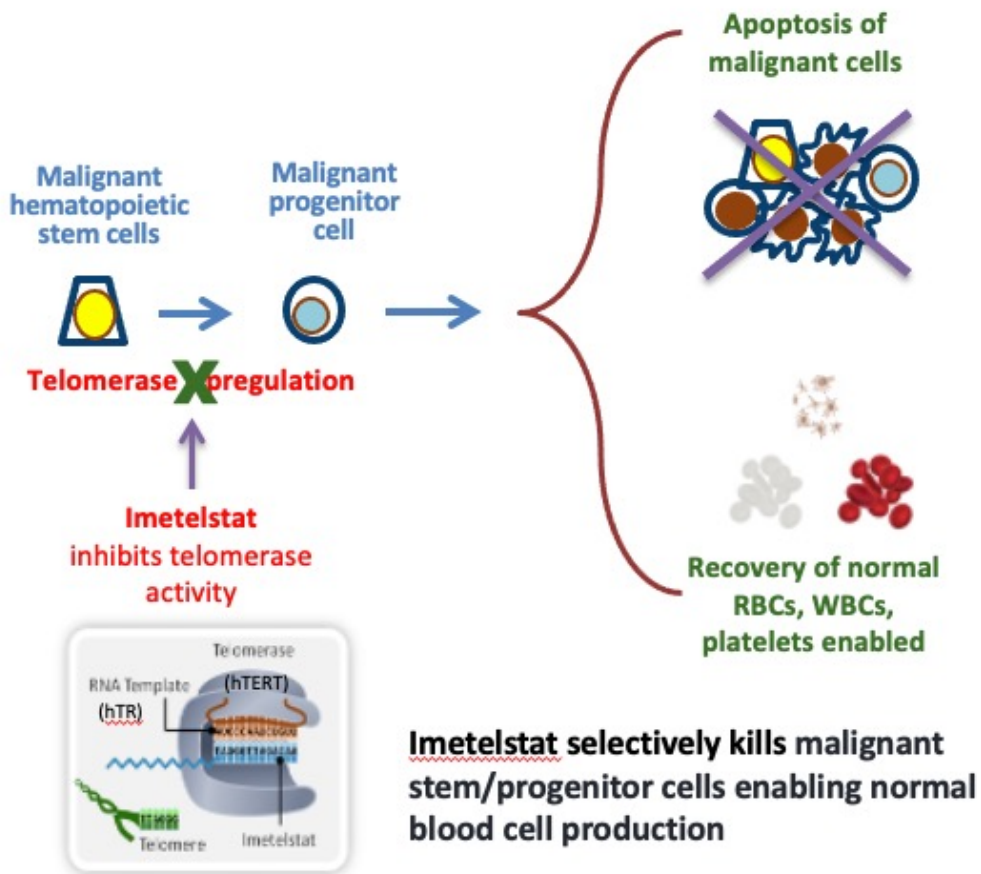 Apoptosis of
malignant cells
Malignant
hematopoietic
stem cells
Malignant
progenitor
cell
Telomerase X pregulation
Imetelstat
inhibits telomerase
activity
Recovery of normal
RBCs, WBCs,
platelets enabled
Telomerase
(hTERT)
RNA Template
(hTR)
Telomere
Imetelstat
Imetelstat selectively kills malignant
stem/progenitor cells enabling normal
blood cell production